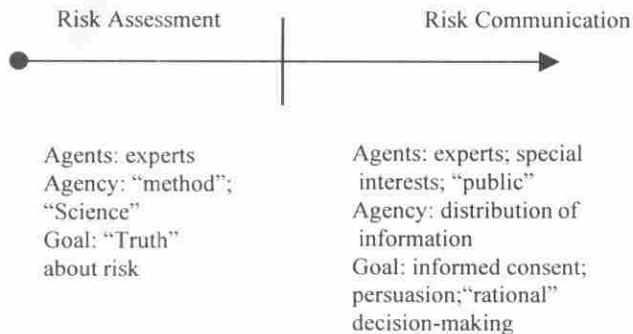 Risk Assessment
Risk Communication
Agents: experts
Agency: “method”;
“Science”
Goal: “Truth”
about risk
Agents: experts; special
interests; “public”
Agency: distribution of
information
Goal: informed consent;
persuasion;“rational”
decision-making